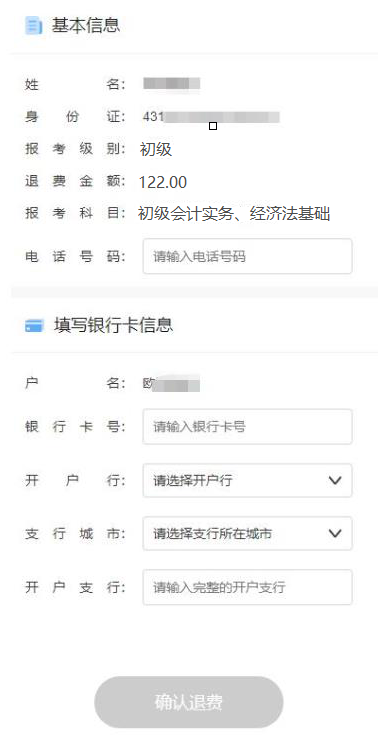 基本信息
姓名:
身份证: 431
报考级别: 初级
退费金额: 122.00
报考科目: 初级会计实务、经济法基础
电话号码: 请输入电话号码
填写银行卡信息
户名: 欧
银行卡号: 请输入银行卡号
开户行: 请选择开户行
支行城市: 请选择支行所在城市
开户支行: 请输入完整的开户支行
确认退费